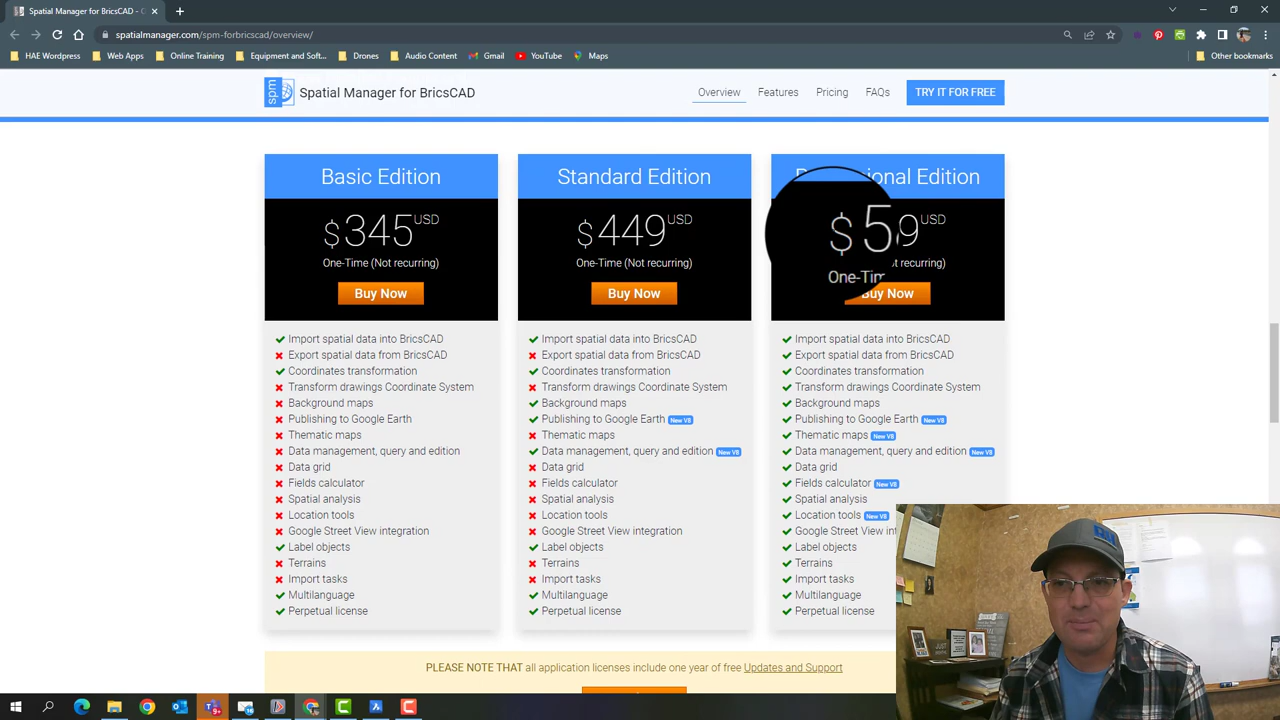 Spatial Manager for BricsCAD - G
spatialmanager.com/spm-forbricscad/overview/
HAE Wordpress
Web Apps
Online Training
Equipment and Soft...
Drones
Audio Content
Gmail
YouTube
Maps
Other bookmarks
spm
Spatial Manager for BricsCAD
Overview
Features
Pricing
FAQs
TRY IT FOR FREE
Basic Edition
$345 USD
One-Time (Not recurring)
Buy Now
Import spatial data into BricsCAD
Export spatial data from BricsCAD
Coordinates transformation
Transform drawings Coordinate System
Background maps
Publishing to Google Earth
Thematic maps
Data management, query and edition
Data grid
Fields calculator
Spatial analysis
Location tools
Google Street View integration
Label objects
Terrains
Import tasks
Multilanguage
Perpetual license
Standard Edition
$449 USD
One-Time (Not recurring)
Buy Now
Import spatial data into BricsCAD
Export spatial data from BricsCAD
Coordinates transformation
Transform drawings Coordinate System
Background maps
Publishing to Google Earth New V8
Thematic maps
Data management, query and edition New V8
Data grid
Fields calculator
Spatial analysis
Location tools
Google Street View integration
Label objects
Terrains
Import tasks
Multilanguage
Perpetual license
Edition
USD
Buy Now
Import spatial data into BricsCAD
Export spatial data from BricsCAD
Coordinates transformation
Transform drawings Coordinate System
Background maps
Publishing to Google Earth New V8
Thematic maps New V8
Data management, query and edition New V8
Data grid
Fields calculator New V8
Spatial analysis
Location tools New V8
Google Street View
Label objects
Terrains
Import tasks
Multilanguage
Perpetual license
PLEASE NOTE THAT all application licenses include one year of free Updates and Support